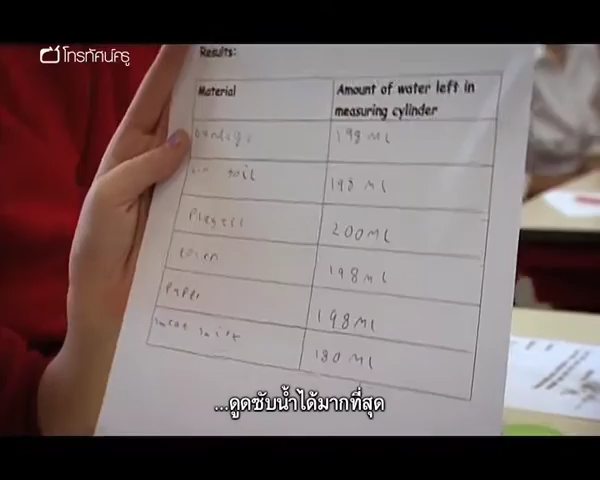 โทรทัศน์ครู
Results:
Material
Amount of water left in
measuring cylinder
198 ML
soil
198 ML
200 ML
198 ML
Paper
198 ML
180 ML
...ดูดซับน้ำได้มากที่สุด